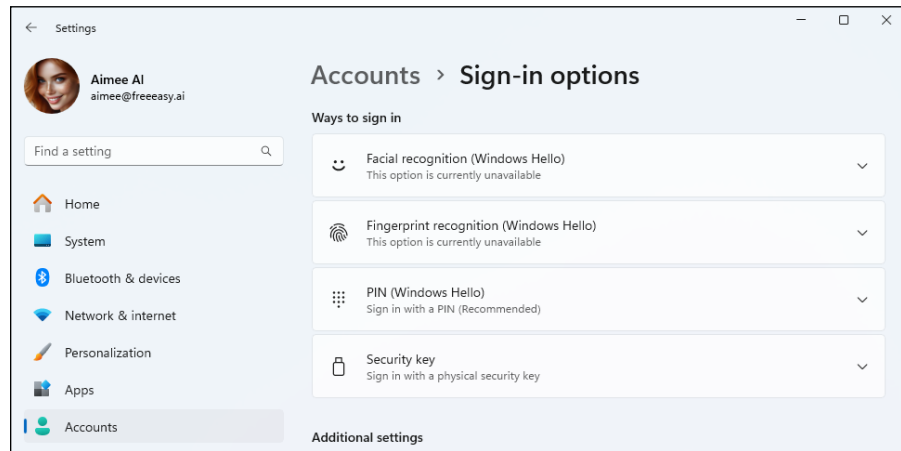 Settings
Aimee AI
aimee@freeeasy.ai
Find a setting
Home
System
Bluetooth & devices
Network & internet
Personalization
Apps
Accounts
Accounts > Sign-in options
Ways to sign in
Facial recognition (Windows Hello)
This option is currently unavailable
Fingerprint recognition (Windows Hello)
This option is currently unavailable
PIN (Windows Hello)
Sign in with a PIN (Recommended)
Security key
Sign in with a physical security key
Additional settings